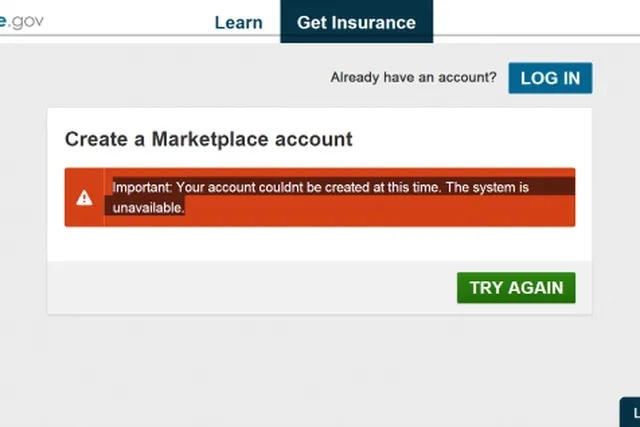 e.gov
Learn
Get Insurance
Already have an account?
LOG IN
Create a Marketplace account
Important: Your account couldnt be created at this time. The system is
unavailable.
TRY AGAIN
L